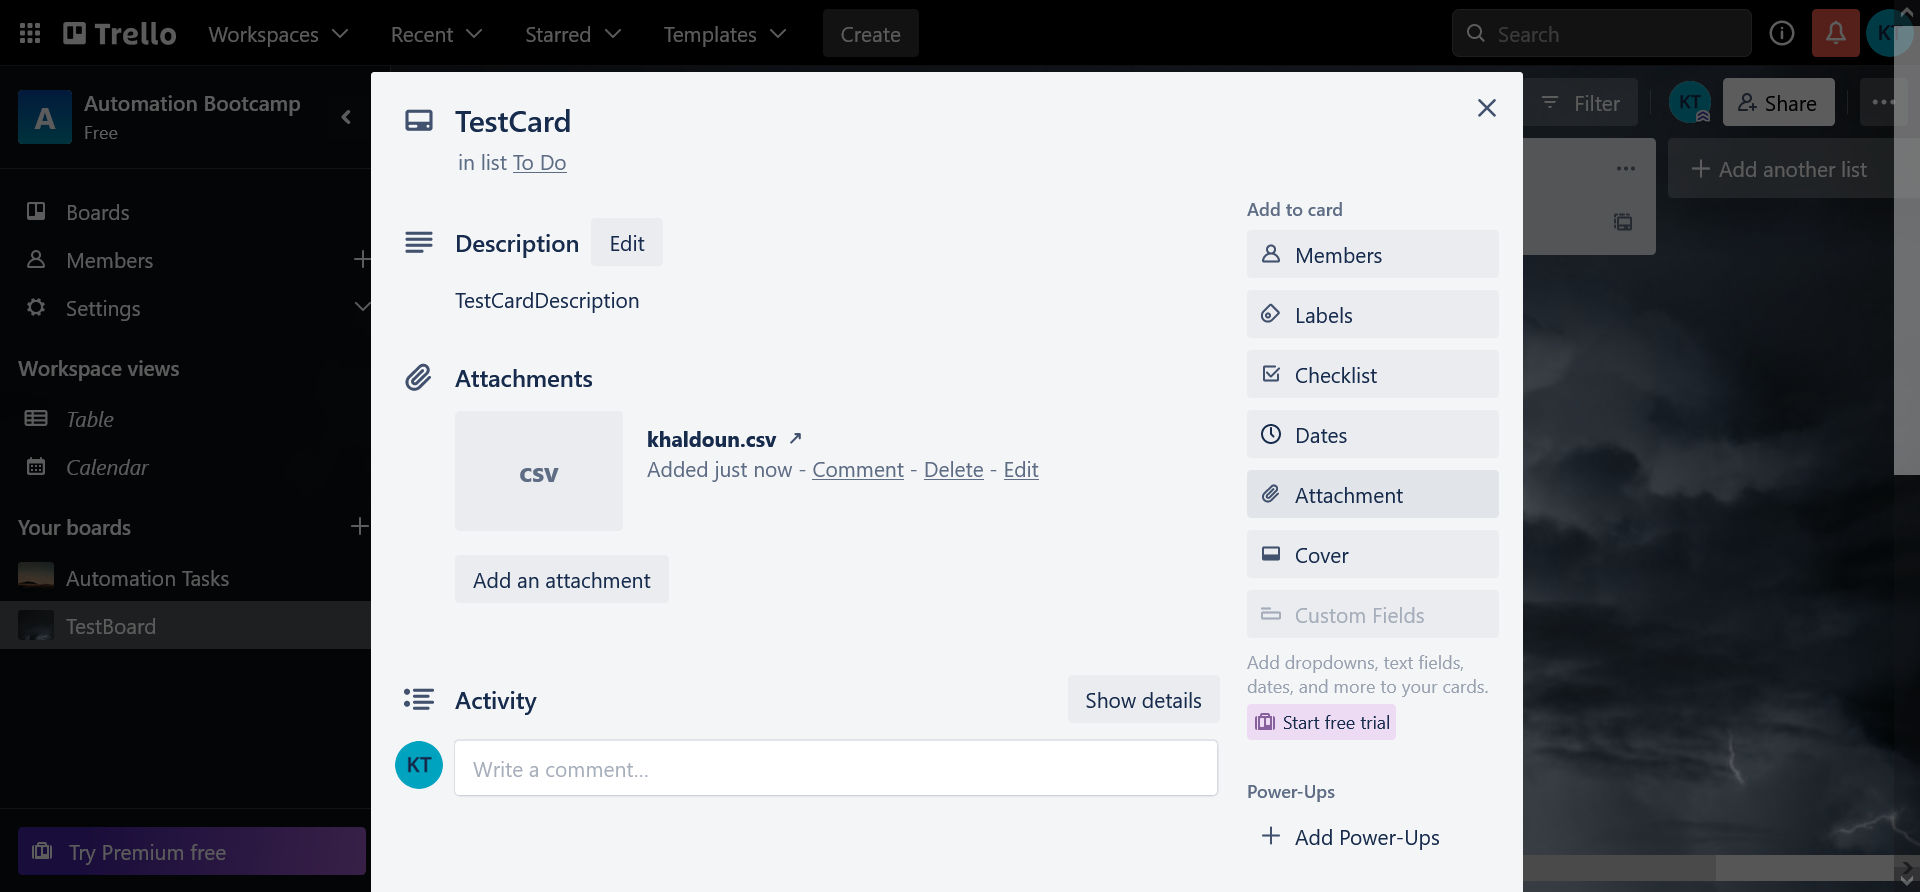 Trello
Workspaces
Recent
Starred
Templates
Create
Search
KT
A
Automation Bootcamp
Free
Boards
Members
Settings
Workspace views
Table
Calendar
Your boards
Automation Tasks
TestBoard
Try Premium free
TestCard
in list To Do
Description
Edit
TestCardDescription
Attachments
csv
khaldoun.csv
Added just now - Comment - Delete - Edit
Add an attachment
Activity
Show details
KT
Write a comment...
Add to card
Members
Labels
Checklist
Dates
Attachment
Cover
Custom Fields
Add dropdowns, text fields,
dates, and more to your cards.
Start free trial
Power-Ups
Add Power-Ups
Filter
KT
Share
Add another list